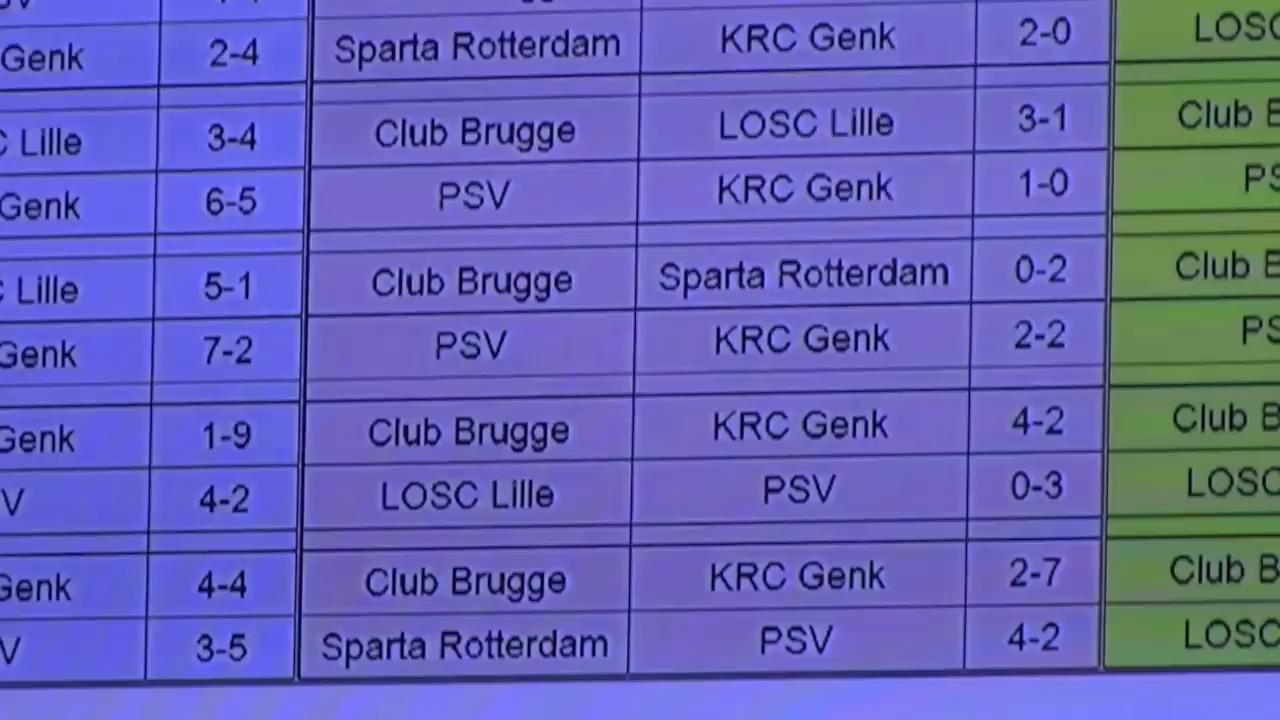 Genk 2-4 Sparta Rotterdam KRC Genk 2-0
Lille 3-4 Club Brugge LOSC Lille 3-1 Club
Genk 6-5 PSV KRC Genk 1-0
Lille 5-1 Club Brugge Sparta Rotterdam 0-2 Club
Genk 7-2 PSV KRC Genk 2-2
Genk 1-9 Club Brugge KRC Genk 4-2 Club B
V 4-2 LOSC Lille PSV 0-3 LOSC
Genk 4-4 Club Brugge KRC Genk 2-7 Club B
V 3-5 Sparta Rotterdam PSV 4-2 LOSC